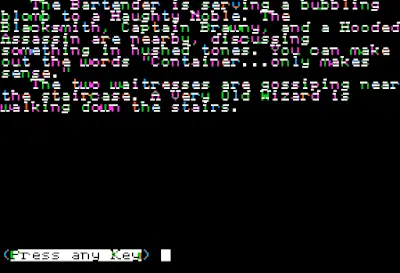 The Bartender is serving a bubbling
blomb to a Haughty Noble. The
Blacksmith, Captain Brawny, and a Hooded
Assassin are nearby, discussing
something in hushed tones. You can make
out the words "Container...only makes
sense."
The two waitresses are gossiping near
the staircase. A Very Old Wizard is
walking down the stairs.
(Press any Key)